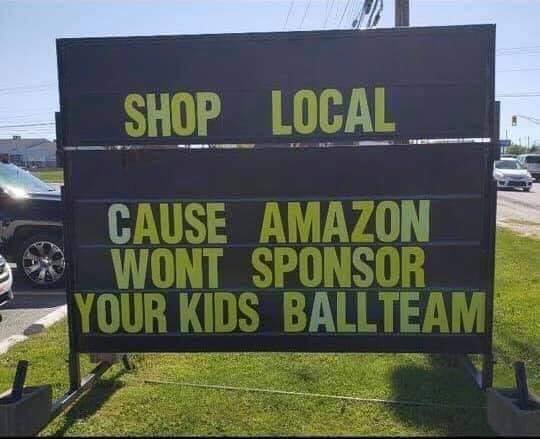 SHOP LOCAL
CAUSE AMAZON
WONT SPONSOR
YOUR KIDS BALLTEAM